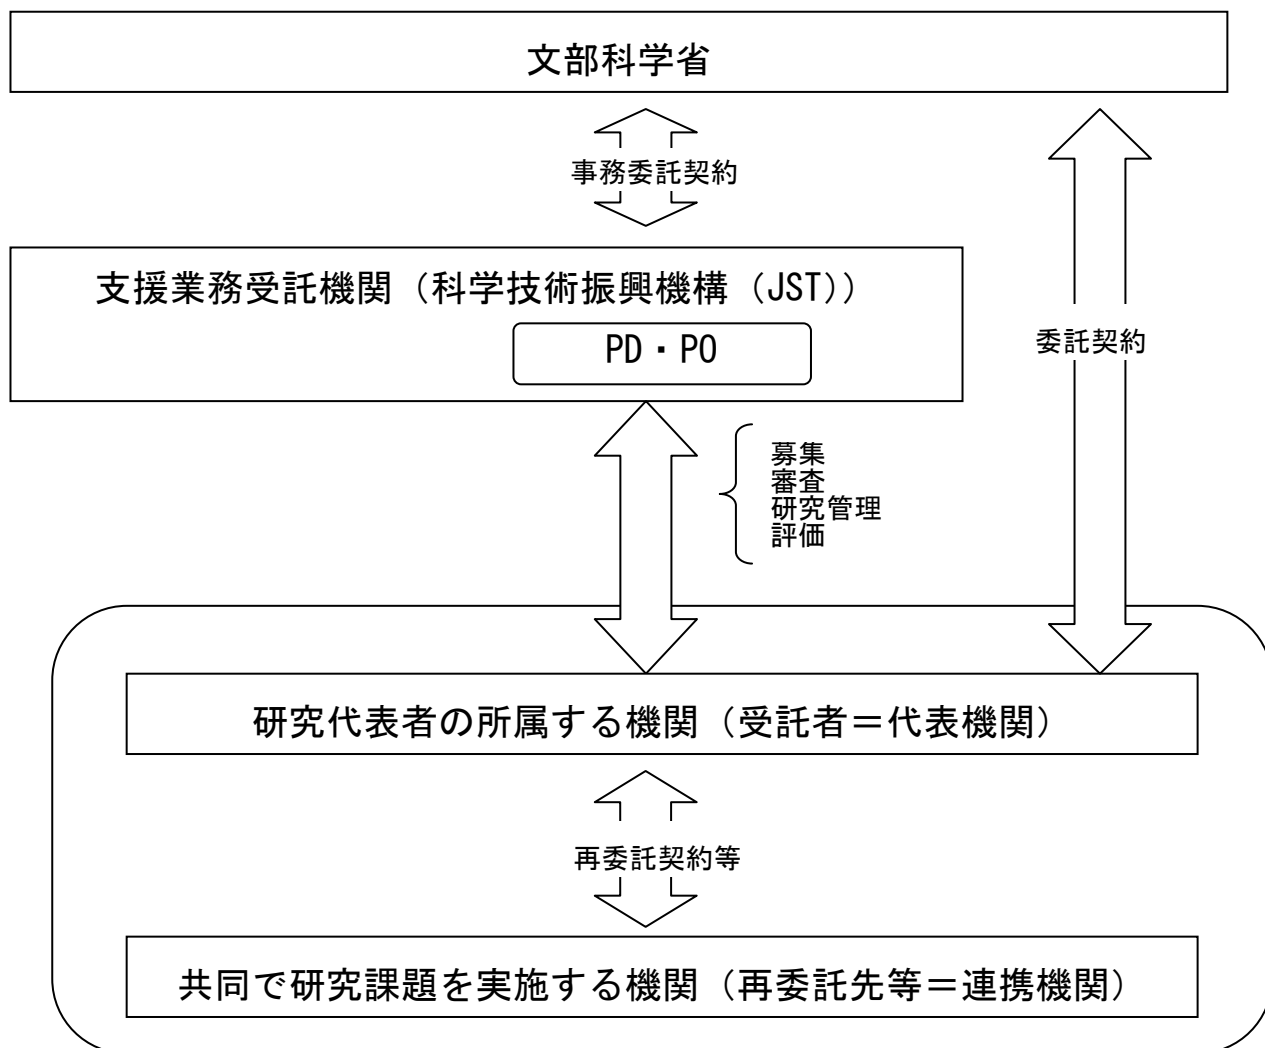 文部科学省
事務委託契約
支援業務受託機関（科学技術振興機構（JST））
PD・PO
委託契約
募集
審査
研究管理
評価
研究代表者の所属する機関（受託者＝代表機関）
再委託契約等
共同で研究課題を実施する機関（再委託先等＝連携機関）